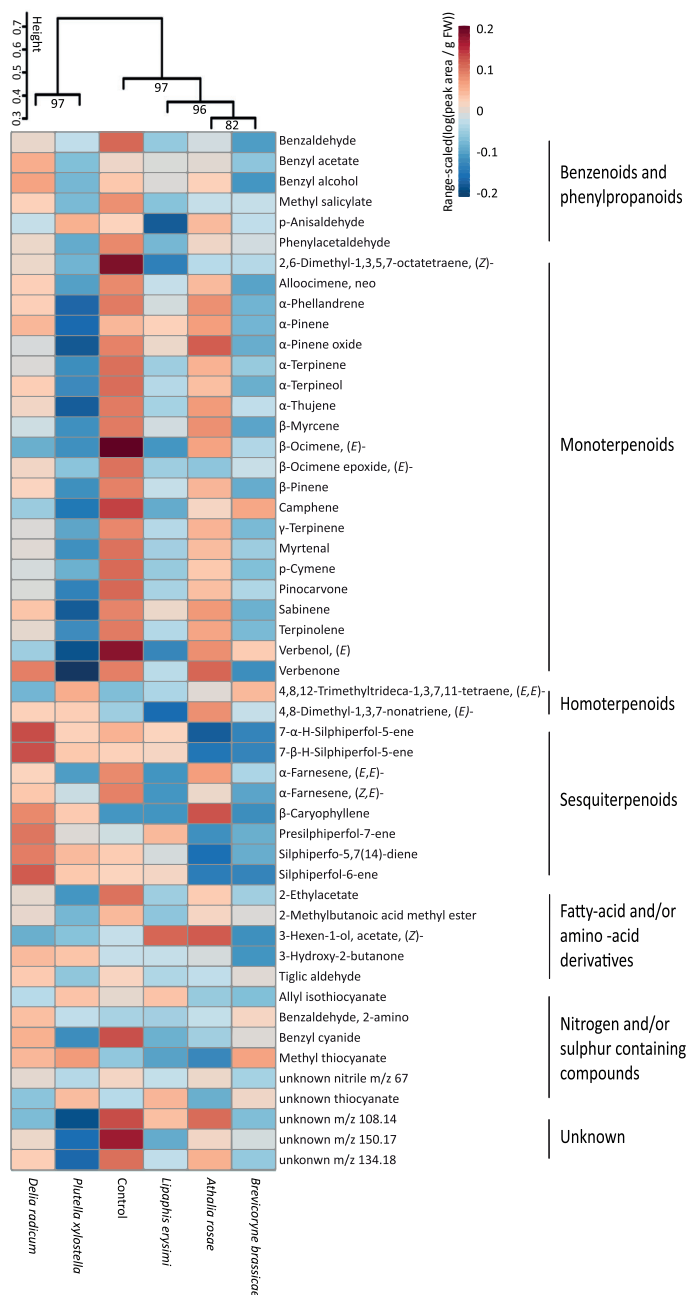 Height
0.7
0.6
0.5
0.4
0.3
97
97
96
82
Range-scaled(log(peak area / g FW))
0.2
0.1
0
-0.1
-0.2
Benzaldehyde
Benzyl acetate
Benzyl alcohol
Methyl salicylate
p-Anisaldehyde
Phenylacetaldehyde
2,6-Dimethyl-1,3,5,7-octatetraene, (Z)-
Alloocimene, neo
α-Phellandrene
α-Pinene
α-Pinene oxide
α-Terpinene
α-Terpineol
α-Thujene
β-Myrcene
β-Ocimene, (E)-
β-Ocimene epoxide, (E)-
β-Pinene
Camphene
γ-Terpinene
Myrtenal
p-Cymene
Pinocarvone
Sabinene
Terpinolene
Verbenol, (E)
Verbenone
4,8,12-Trimethyltrideca-1,3,7,11-tetraene, (E,E)-
4,8-Dimethyl-1,3,7-nonatriene, (E)-
7-α-H-Silphiperfol-5-ene
7-β-H-Silphiperfol-5-ene
α-Farnesene, (E,E)-
α-Farnesene, (Z,E)-
β-Caryophyllene
Presilphiperfol-7-ene
Silphiperfo-5,7(14)-diene
Silphiperfol-6-ene
2-Ethylacetate
2-Methylbutanoic acid methyl ester
3-Hexen-1-ol, acetate, (Z)-
3-Hydroxy-2-butanone
Tiglic aldehyde
Allyl isothiocyanate
Benzaldehyde, 2-amino
Benzyl cyanide
Methyl thiocyanate
unknown nitrile m/z 67
unknown thiocyanate
unknown m/z 108.14
unknown m/z 150.17
unkonwn m/z 134.18
Benzenoids and
phenylpropanoids
Monoterpenoids
Homoterpenoids
Sesquiterpenoids
Fatty-acid and/or
amino -acid
derivatives
Nitrogen and/or
sulphur containing
compounds
Unknown
Delia radicum
Plutella xylostella
Control
Lipaphis erysimi
Athalia rosae
Brevicoryne brassicae